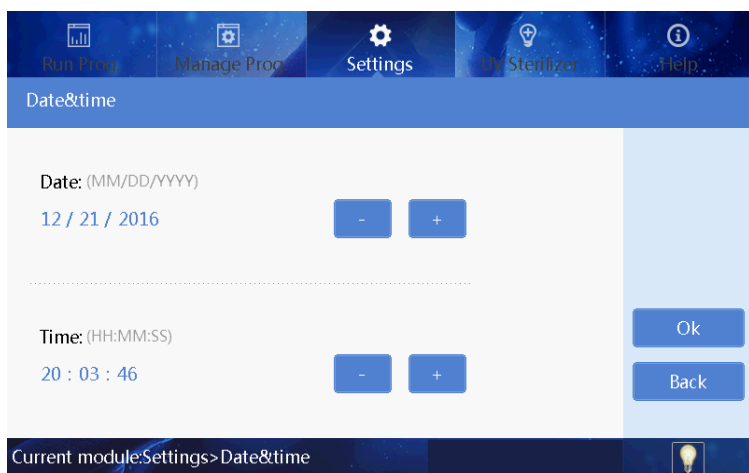 Run Prog. Manage Prog. Settings UV Sterilizer Help
Date&time
Date: (MM/DD/YYYY)
12 / 21 / 2016
- +
Time: (HH:MM:SS)
20 : 03 : 46
- +
Ok
Back
Current module:Settings>Date&time